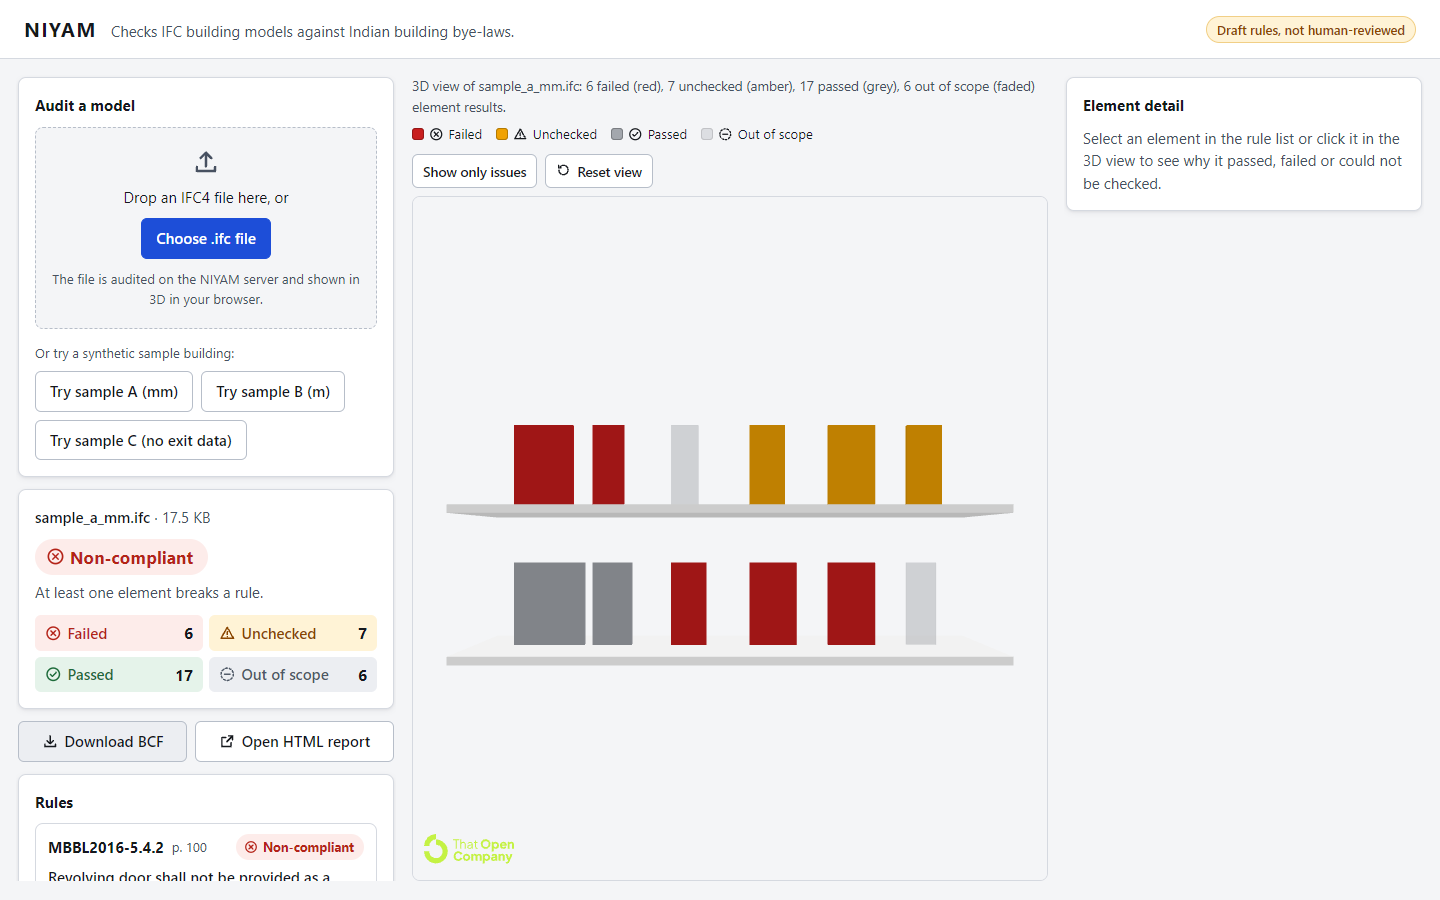 NIYAM
Checks IFC building models against Indian building bye-laws.
Draft rules, not human-reviewed
Audit a model
Drop an IFC4 file here, or
Choose .ifc file
The file is audited on the NIYAM server and shown in
3D in your browser.
Or try a synthetic sample building:
Try sample A (mm)
Try sample B (m)
Try sample C (no exit data)
sample_a_mm.ifc · 17.5 KB
Non-compliant
At least one element breaks a rule.
Failed 6
Unchecked 7
Passed 17
Out of scope 6
Download BCF
Open HTML report
Rules
MBBL2016-5.4.2 p. 100
Non-compliant
Revolving door shall not be provided as a
3D view of sample_a_mm.ifc: 6 failed (red), 7 unchecked (amber), 17 passed (grey), 6 out of scope (faded)
element results.
Failed
Unchecked
Passed
Out of scope
Show only issues
Reset view
That Open
Company
Element detail
Select an element in the rule list or click it in the
3D view to see why it passed, failed or could not
be checked.